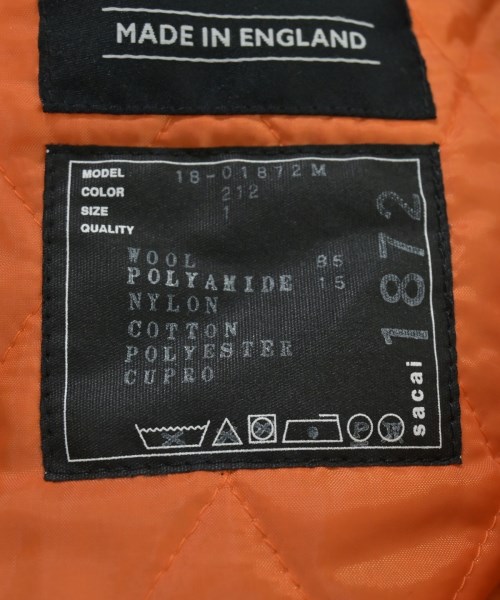 MADE IN ENGLAND
MODEL 18-01872M
COLOR 212
SIZE 1
QUALITY
WOOL 85
POLYAMIDE 15
NYLON
COTTON
POLYESTER
CUPRO
sacai 1872
P W